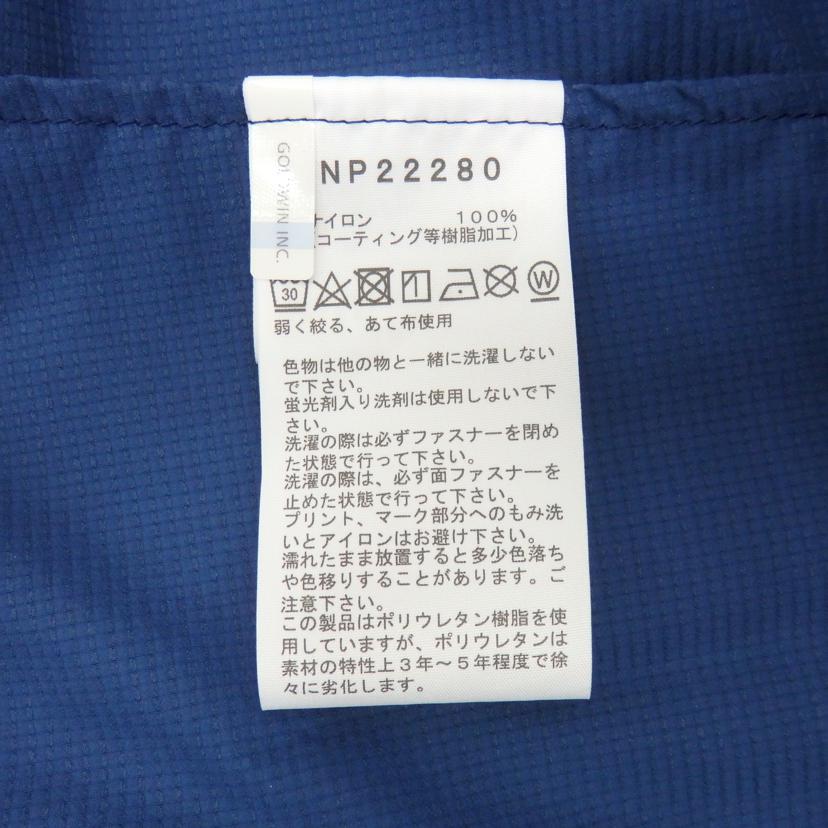 GOLDWIN INC.
NP22280
ナイロン 100%
(コーティング等樹脂加工)
30
W
弱く絞る、あて布使用
色物は他の物と一緒に洗濯しない
で下さい。
蛍光剤入り洗剤は使用しないで下
さい。
洗濯の際は必ずファスナーを閉め
た状態で行って下さい。
洗濯の際は、必ず面ファスナーを
止めた状態で行って下さい。
プリント、マーク部分へのもみ洗
いとアイロンはお避け下さい。
濡れたまま放置すると多少色落ち
や色移りすることがあります。ご
注意下さい。
この製品はポリウレタン樹脂を使
用していますが、ポリウレタンは
素材の特性上3年～5年程度で徐
々に劣化します。